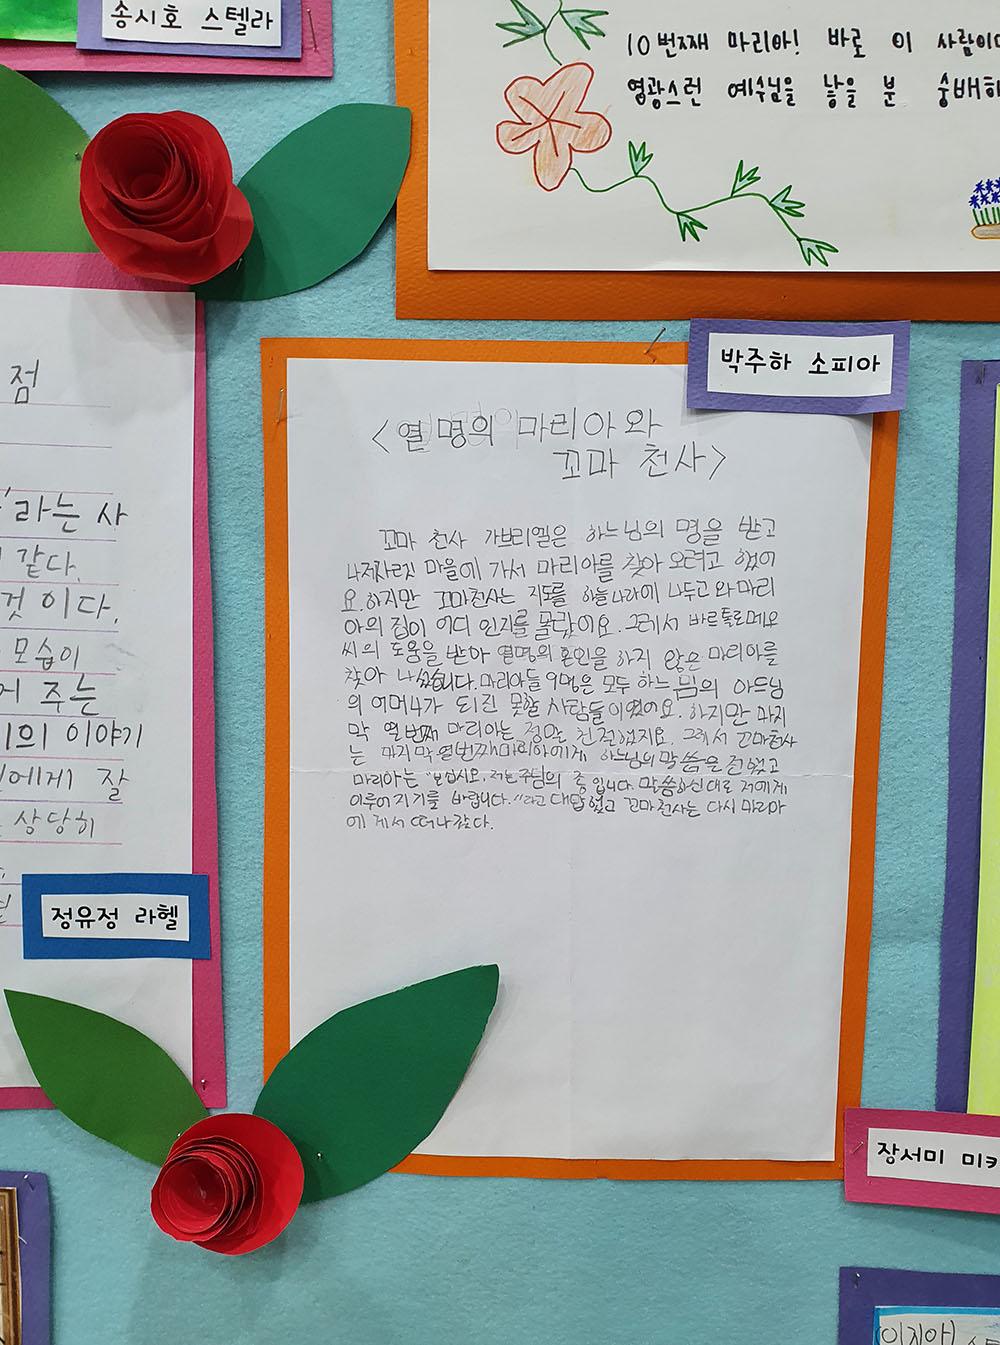 송시호 스텔라
10번째 마리아! 바로 이 사람이다
영광스런 예수님을 낳을 분 숭배하
점
라는 사
같다.
것 이다.
모습이
주는
의 이야기
에게 잘
상당히
정유정 라헬
박주하 소피아
<열 명의 마리아와
꼬마 천사>
꼬마 천사 가브리엘은 하느님의 명을 받고
나자렛 마을에 가서 마리아를 찾아 오려고 했어
요. 하지만 꼬마천사는 지도를 하늘나라에 나두고 와 마리
아의 집이 어디 인지를 몰랐어요. 그래서 바르톨로메오
씨의 도움을 받아 열명의 혼인을 하지 않은 마리아를
찾아 나섰습니다. 마리아들 9명은 모두 하느님의 아드님
의 어머니가 되진 못할 사람들이였어요. 하지만 마지
막 열번째 마리아는 정말 친절했지요. 그래서 꼬마천사
는 마지막 열번째 마리아에게 하느님의 말씀을 전했고
마리아는 "보십시오, 저는 주님의 종 입니다. 말씀하신대로 저에게
이루어지기를 바랍니다."라고 대답했고 꼬마천사는 다시 마리아
에게서 떠나갔다.
장서미 미카
(이지아)